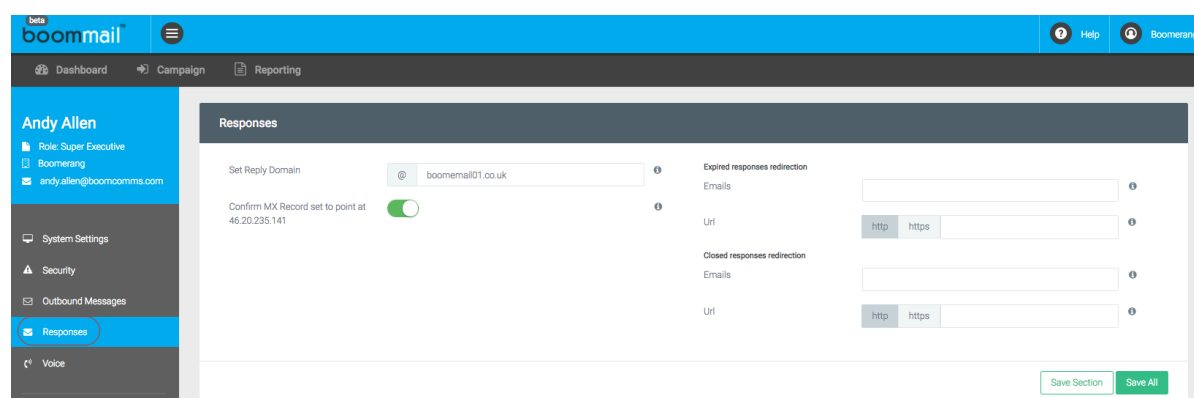 beta
boommail™
Help
Boomerang
Dashboard
Campaign
Reporting
Andy Allen
Role: Super Executive
Boomerang
andy.allen@boomcomms.com
System Settings
Security
Outbound Messages
Responses
Voice
Responses
Set Reply Domain
@
boomemail01.co.uk
Confirm MX Record set to point at
46.20.235.141
Expired responses redirection
Emails
Url
http
https
Closed responses redirection
Emails
Url
http
https
Save Section
Save All